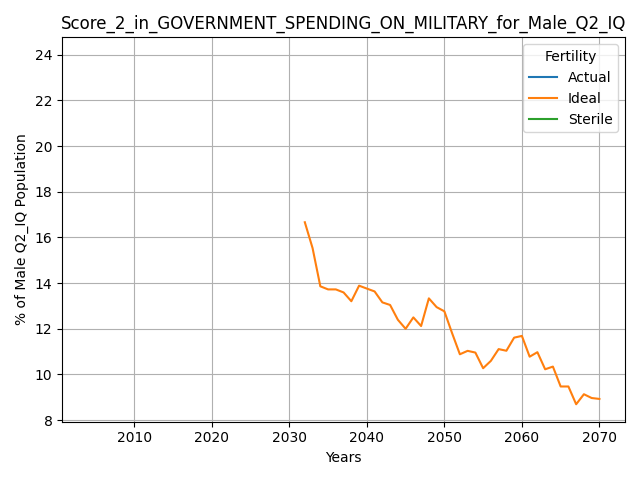 Score_2_in_GOVERNMENT_SPENDING_ON_MILITARY_for_Male_Q2_IQ
Fertility
Actual
Ideal
Sterile
% of Male Q2_IQ Population
24
22
20
18
16
14
12
10
8
2010 2020 2030 2040 2050 2060 2070
Years